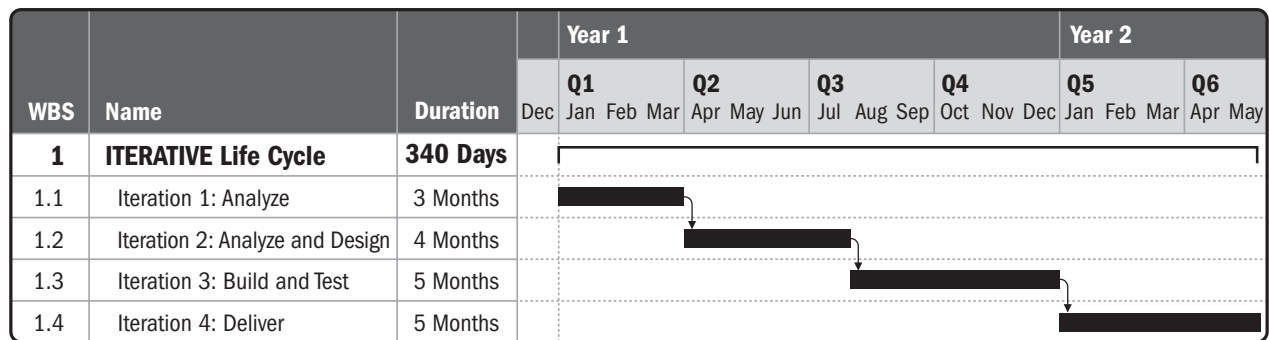 Year 1 Year 2
Q1 Q2 Q3 Q4 Q5 Q6
WBS Name Duration Dec Jan Feb Mar Apr May Jun Jul Aug Sep Oct Nov Dec Jan Feb Mar Apr May
1 ITERATIVE Life Cycle 340 Days
1.1 Iteration 1: Analyze 3 Months
1.2 Iteration 2: Analyze and Design 4 Months
1.3 Iteration 3: Build and Test 5 Months
1.4 Iteration 4: Deliver 5 Months